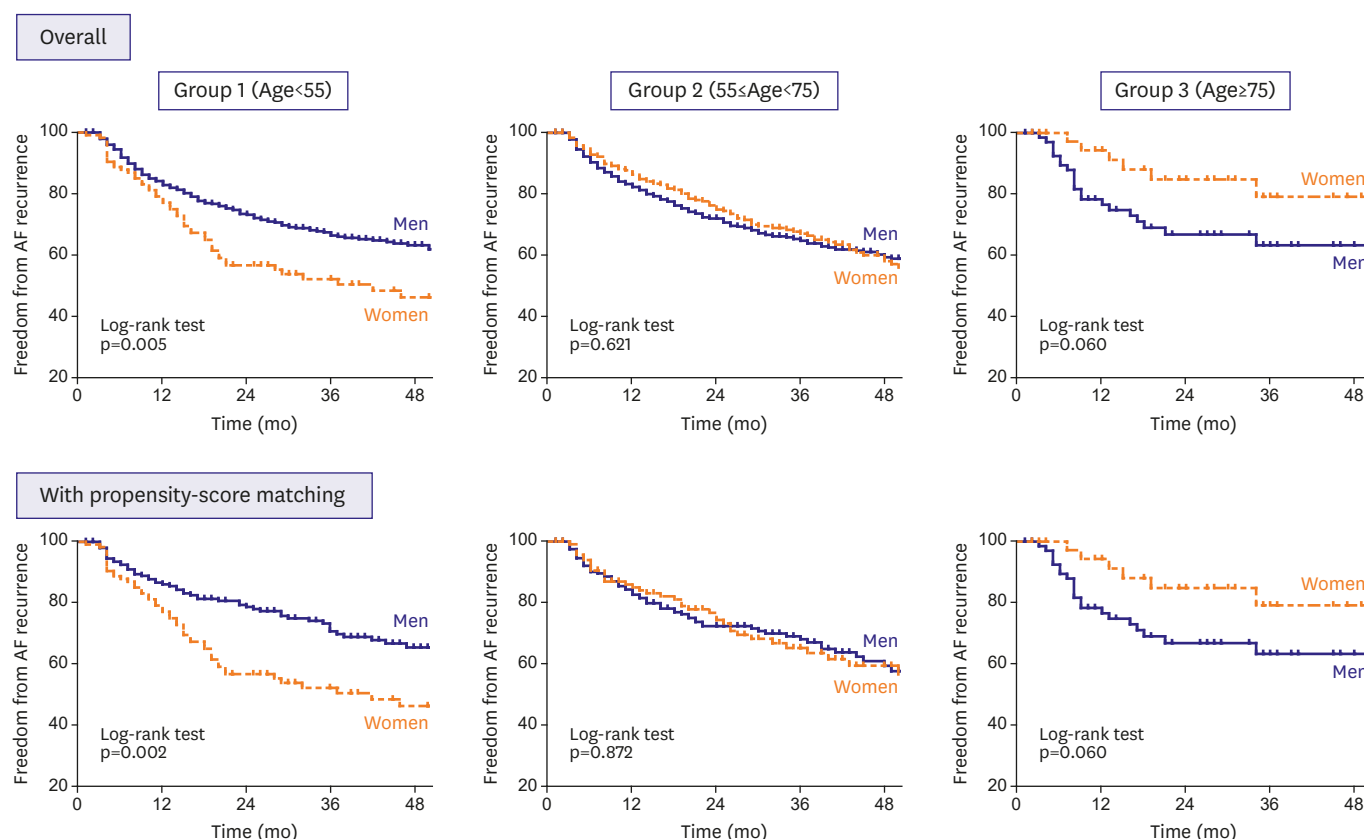 Overall
Group 1 (Age<55)
Group 2 (55≤Age<75)
Group 3 (Age≥75)
Freedom from AF recurrence
100
80
60
40
20
Men
Women
Log-rank test
p=0.005
0 12 24 36 48
Time (mo)
Freedom from AF recurrence
100
80
60
40
20
Men
Women
Log-rank test
p=0.621
0 12 24 36 48
Time (mo)
Freedom from AF recurrence
100
80
60
40
20
Women
Men
Log-rank test
p=0.060
0 12 24 36 48
Time (mo)
With propensity-score matching
Freedom from AF recurrence
100
80
60
40
20
Men
Women
Log-rank test
p=0.002
0 12 24 36 48
Time (mo)
Freedom from AF recurrence
100
80
60
40
20
Men
Women
Log-rank test
p=0.872
0 12 24 36 48
Time (mo)
Freedom from AF recurrence
100
80
60
40
20
Women
Men
Log-rank test
p=0.060
0 12 24 36 48
Time (mo)